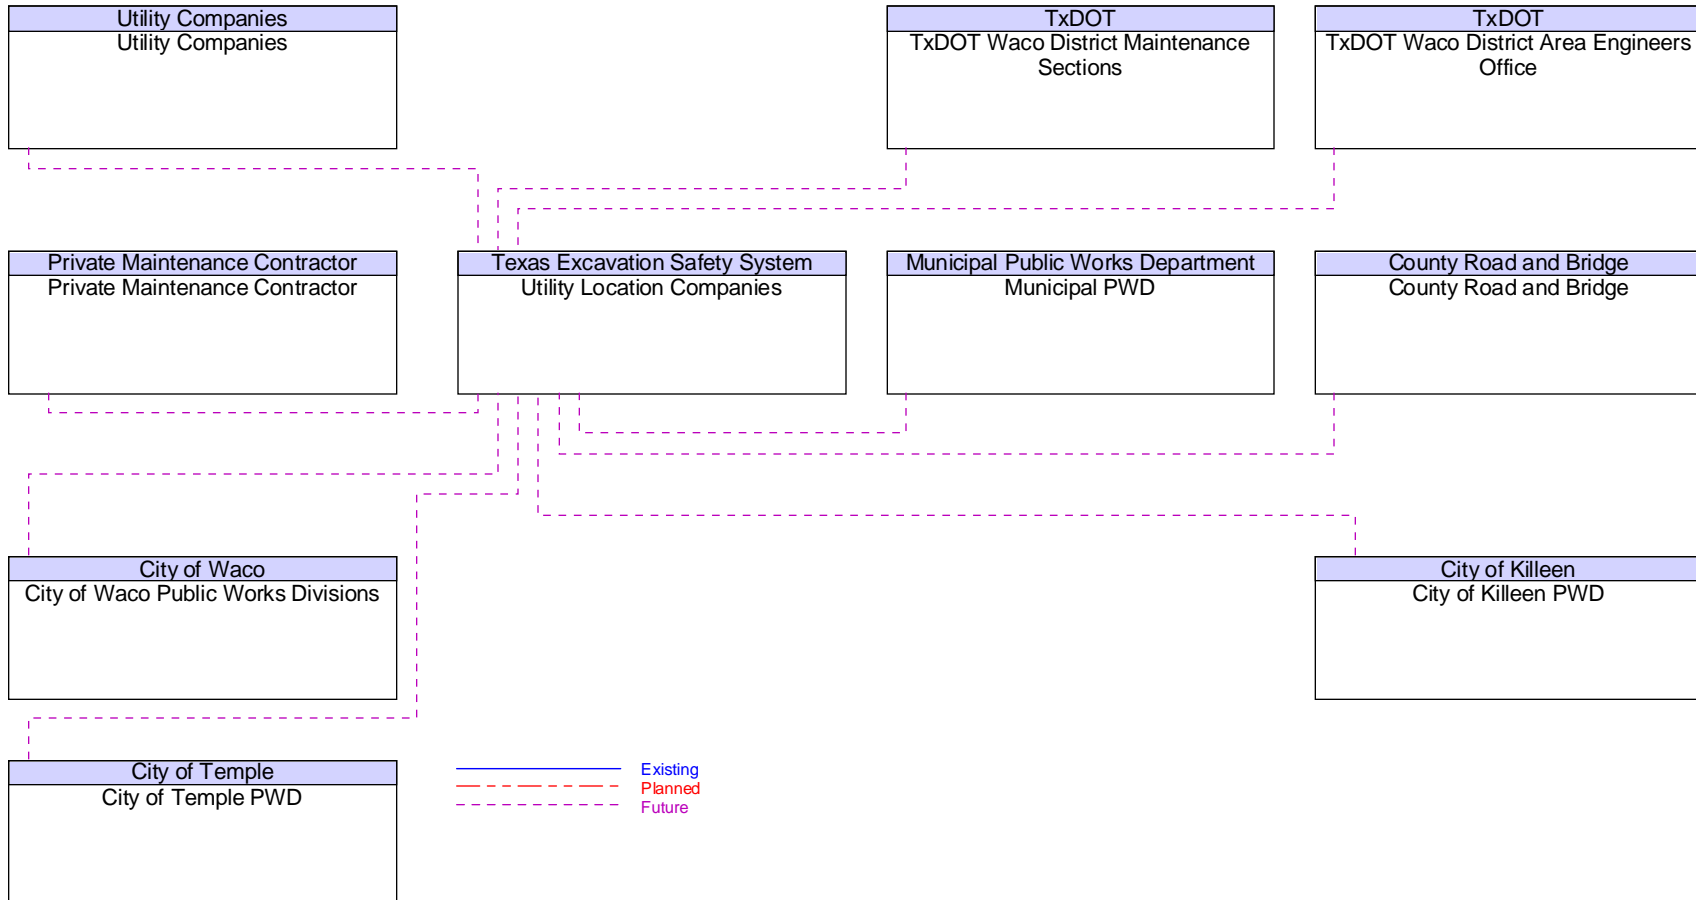 Utility Companies
Utility Companies
TxDOT
TxDOT Waco District Maintenance
Sections
TxDOT
TxDOT Waco District Area Engineers
Office
Private Maintenance Contractor
Private Maintenance Contractor
Texas Excavation Safety System
Utility Location Companies
Municipal Public Works Department
Municipal PWD
County Road and Bridge
County Road and Bridge
City of Waco
City of Waco Public Works Divisions
City of Killeen
City of Killeen PWD
City of Temple
City of Temple PWD
Existing
Planned
Future